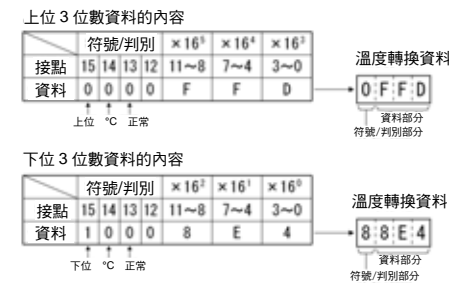 上位 3 位數資料的內容
符號/判別 ×16⁵ ×16⁴ ×16³
接點 15 14 13 12 11～8 7～4 3～0
資料 0 0 0 0 F F D
上位 ℃ 正常
溫度轉換資料
0 F F D
資料部分
符號/判別部分
下位 3 位數資料的內容
符號/判別 ×16² ×16¹ ×16⁰
接點 15 14 13 12 11～8 7～4 3～0
資料 1 0 0 0 8 E 4
下位 ℃ 正常
溫度轉換資料
8 8 E 4
資料部分
符號/判別部分